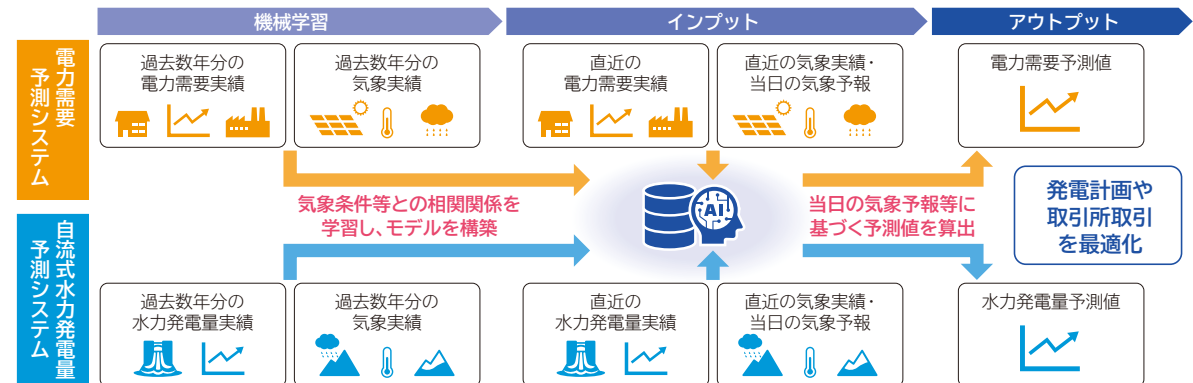 機械学習
インプット
アウトプット
電力需要
予測システム
過去数年分の
電力需要実績
過去数年分の
気象実績
直近の
電力需要実績
直近の気象実績・
当日の気象予報
電力需要予測値
気象条件等との相関関係を
学習し、モデルを構築
AI
当日の気象予報等に
基づく予測値を算出
発電計画や
取引所取引
を最適化
自流式水力発電量
予測システム
過去数年分の
水力発電量実績
過去数年分の
気象実績
直近の
水力発電量実績
直近の気象実績・
当日の気象予報
水力発電量予測値